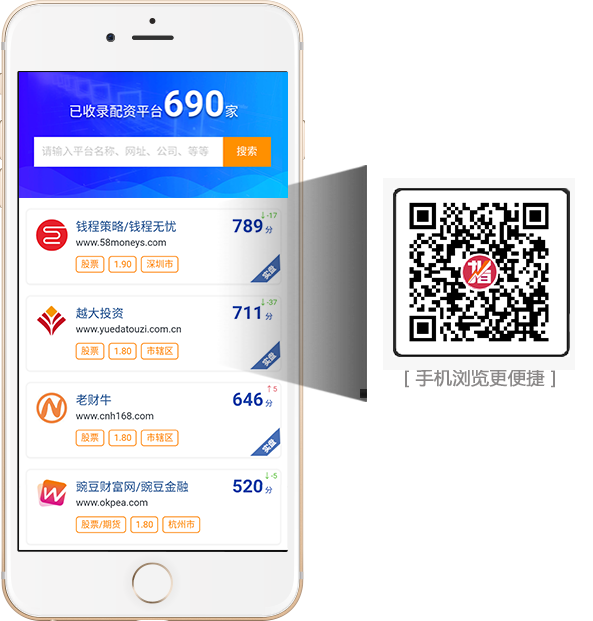 已收录配资平台690家
请输入平台名称、网址、公司、等等
搜索
钱程策略/钱程无忧
↓-17
789分
www.58moneys.com
股票 1.90 深圳市
实盘
越大投资
↓-37
711分
www.yuedatouzi.com.cn
股票 1.80 市辖区
实盘
老财牛
↑5
646分
www.cnh168.com
股票 1.80 市辖区
实盘
豌豆财富网/豌豆金融
↓-5
520分
www.okpea.com
股票/期货 1.80 杭州市
[ 手机浏览更便捷 ]